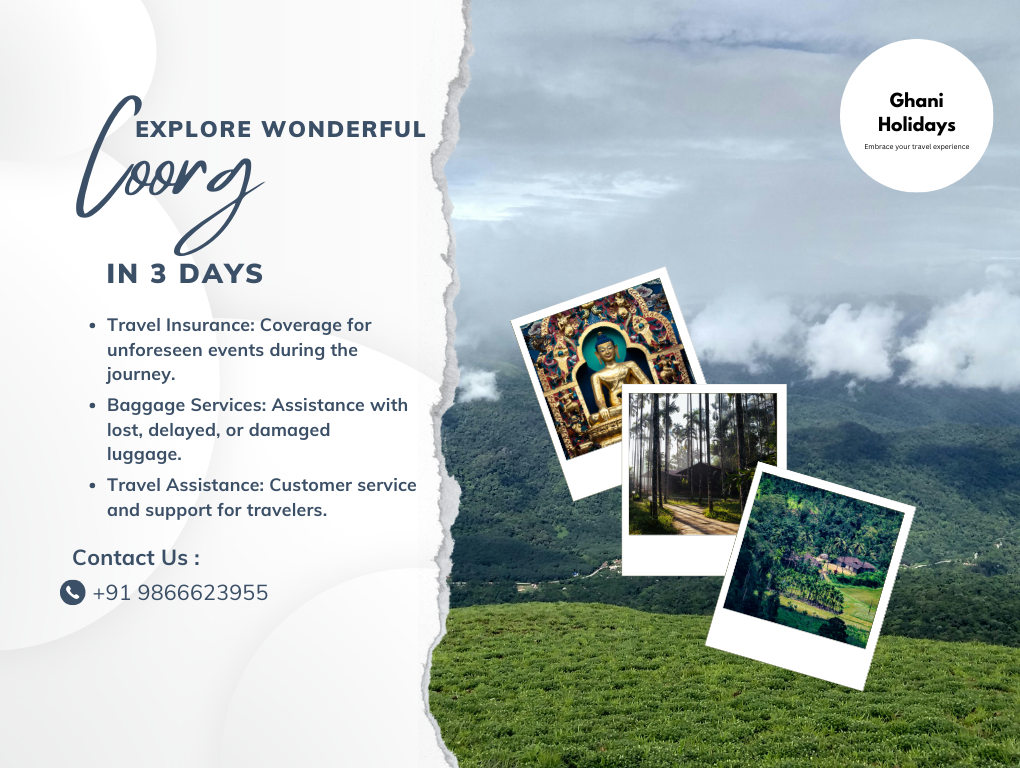 EXPLORE WONDERFUL
Coorg
IN 3 DAYS
• Travel Insurance: Coverage for
unforeseen events during the
journey.
• Baggage Services: Assistance with
lost, delayed, or damaged
luggage.
• Travel Assistance: Customer service
and support for travelers.
Contact Us :
+91 9866623955
Ghani
Holidays
Embrace your travel experience